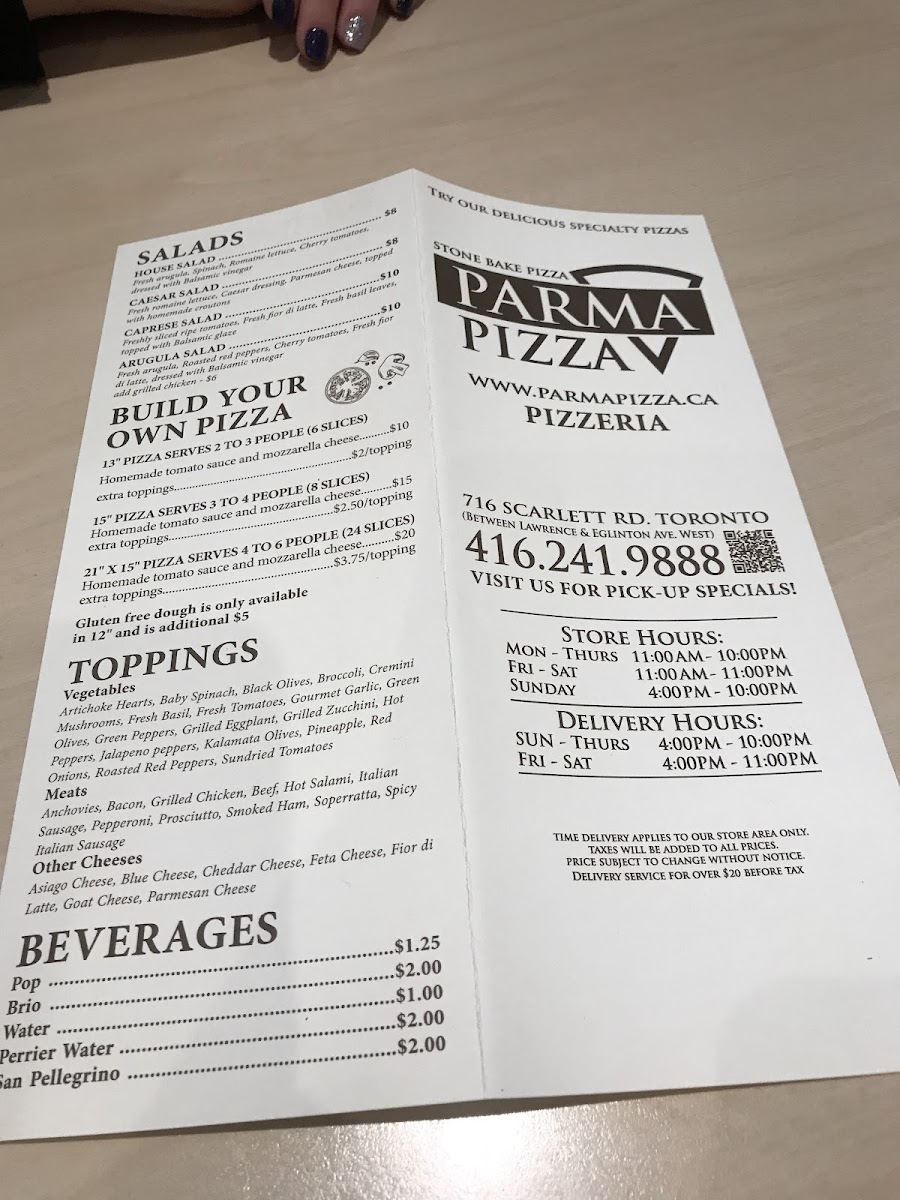 SALADS
HOUSE SALAD ........................................ $8
Fresh arugula, Spinach, Romaine lettuce, Cherry tomatoes,
dressed with Balsamic vinegar
CAESAR SALAD ........................................ $8
Fresh romaine lettuce, Caesar dressing, Parmesan cheese, topped
with homemade croutons
CAPRESE SALAD ........................................ $10
Freshly sliced ripe tomatoes, Fresh fior di latte, Fresh basil leaves,
topped with Balsamic glaze
ARUGULA SALAD ........................................ $10
Fresh arugula, Roasted red peppers, Cherry tomatoes, Fresh fior
di latte, dressed with Balsamic vinegar
add grilled chicken - $6
BUILD YOUR
OWN PIZZA
13" PIZZA SERVES 2 TO 3 PEOPLE (6 SLICES)
Homemade tomato sauce and mozzarella cheese.........$10
extra toppings........................................$2/topping
15" PIZZA SERVES 3 TO 4 PEOPLE (8 SLICES)
Homemade tomato sauce and mozzarella cheese.........$15
extra toppings........................................$2.50/topping
21" X 15" PIZZA SERVES 4 TO 6 PEOPLE (24 SLICES)
Homemade tomato sauce and mozzarella cheese..........$20
extra toppings........................................$3.75/topping
Gluten free dough is only available
in 12" and is additional $5
TOPPINGS
Vegetables
Artichoke Hearts, Baby Spinach, Black Olives, Broccoli, Cremini
Mushrooms, Fresh Basil, Fresh Tomatoes, Gourmet Garlic, Green
Olives, Green Peppers, Grilled Eggplant, Grilled Zucchini, Hot
Peppers, Jalapeno peppers, Kalamata Olives, Pineapple, Red
Onions, Roasted Red Peppers, Sundried Tomatoes
Meats
Anchovies, Bacon, Grilled Chicken, Beef, Hot Salami, Italian
Sausage, Pepperoni, Prosciutto, Smoked Ham, Soperratta, Spicy
Italian Sausage
Other Cheeses
Asiago Cheese, Blue Cheese, Cheddar Cheese, Feta Cheese, Fior di
Latte, Goat Cheese, Parmesan Cheese
BEVERAGES
Pop ........................................$1.25
Brio ........................................$2.00
Water ........................................$1.00
Perrier Water ........................................$2.00
San Pellegrino ........................................$2.00
TRY OUR DELICIOUS SPECIALTY PIZZAS
STONE BAKE PIZZA
PARMA
PIZZA
WWW.PARMAPIZZA.CA
PIZZERIA
716 SCARLETT RD. TORONTO
(BETWEEN LAWRENCE & EGLINTON AVE. WEST)
416.241.9888
VISIT US FOR PICK-UP SPECIALS!
STORE HOURS:
MON - THURS 11:00AM - 10:00PM
FRI - SAT 11:00AM - 11:00PM
SUNDAY 4:00PM - 10:00PM
DELIVERY HOURS:
SUN - THURS 4:00PM - 10:00PM
FRI - SAT 4:00PM - 11:00PM
TIME DELIVERY APPLIES TO OUR STORE AREA ONLY.
TAXES WILL BE ADDED TO ALL PRICES.
PRICE SUBJECT TO CHANGE WITHOUT NOTICE.
DELIVERY SERVICE FOR OVER $20 BEFORE TAX